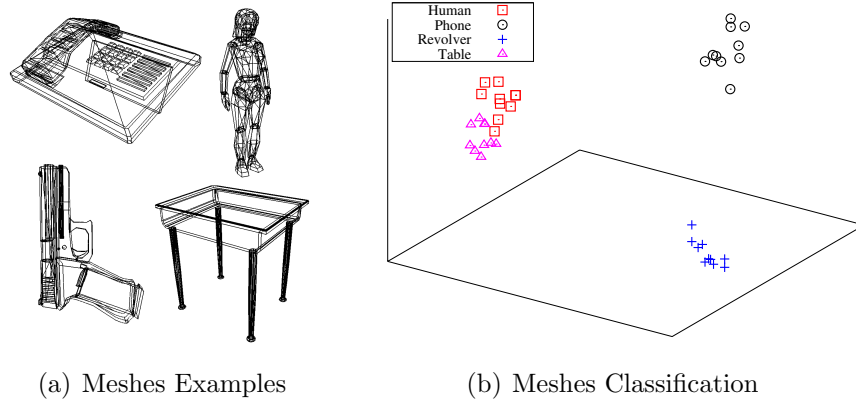 Human
Phone
Revolver
Table
(a) Meshes Examples
(b) Meshes Classification